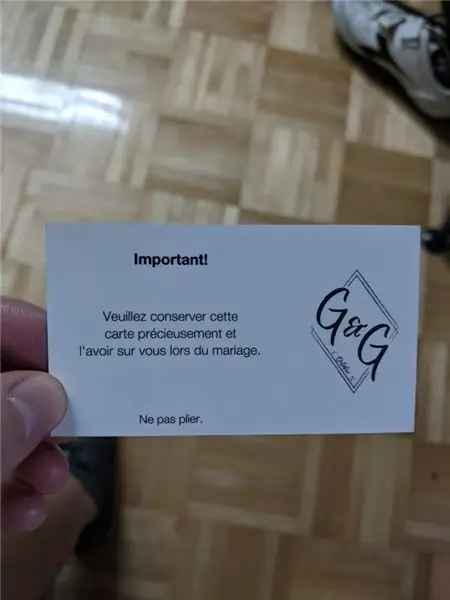 Important!
Veuillez conserver cette
carte précieusement et
l'avoir sur vous lors du mariage.
G&G
Ne pas plier.